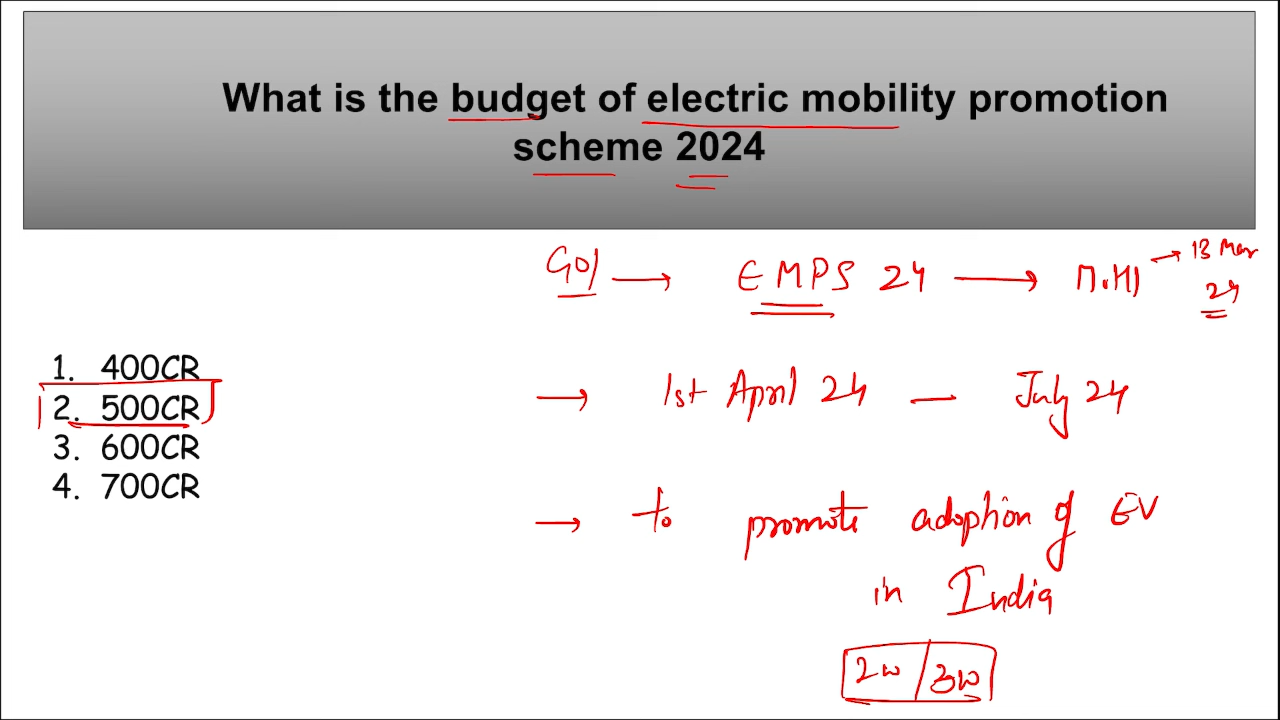 What is the budget of electric mobility promotion
scheme 2024
GOI → EMPS 24 → M.HI → 13 Mar
24
1. 400CR
2. 500CR
3. 600CR
4. 700CR
→ 1st April 24 — July 24
→ to promote adoption of EV
in India
2w / 3w